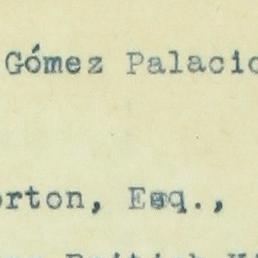 Gómez Palacio
orton, Esq.,